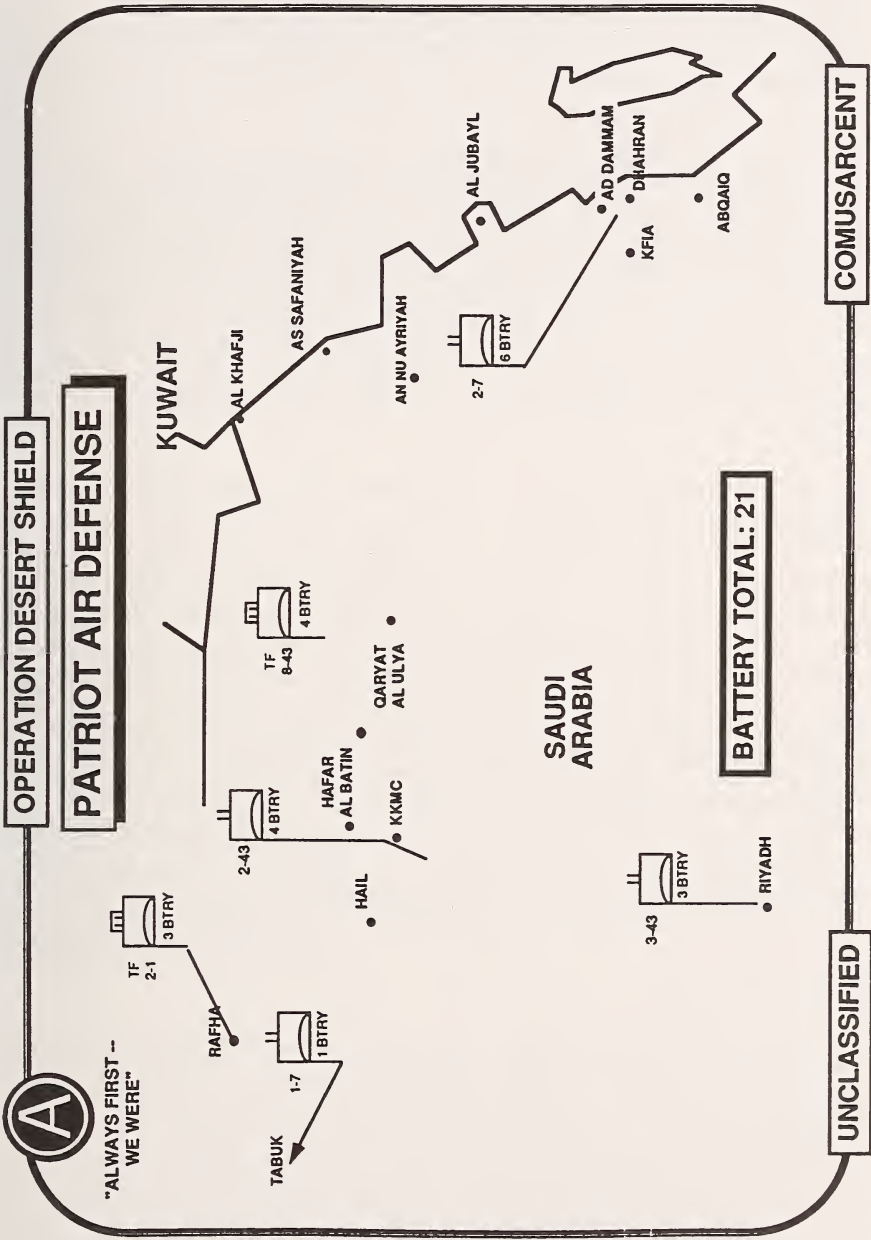 OPERATION DESERT SHIELD
PATRIOT AIR DEFENSE
A
"ALWAYS FIRST --
WE WERE"
KUWAIT
AL KHAFJI
AS SAFANIYAH
AN NU AYRIYAH
AL JUBAYL
AD DAMMAM
DHAHRAN
KFIA
ABQAIQ
2-7
6 BTRY
TF
8-43
4 BTRY
QARYAT
AL ULYA
HAFAR
AL BATIN
KKMC
2-43
4 BTRY
HAIL
TF
2-1
3 BTRY
RAFHA
1-7
1 BTRY
TABUK
SAUDI
ARABIA
3-43
3 BTRY
RIYADH
BATTERY TOTAL: 21
UNCLASSIFIED
COMUSARCENT